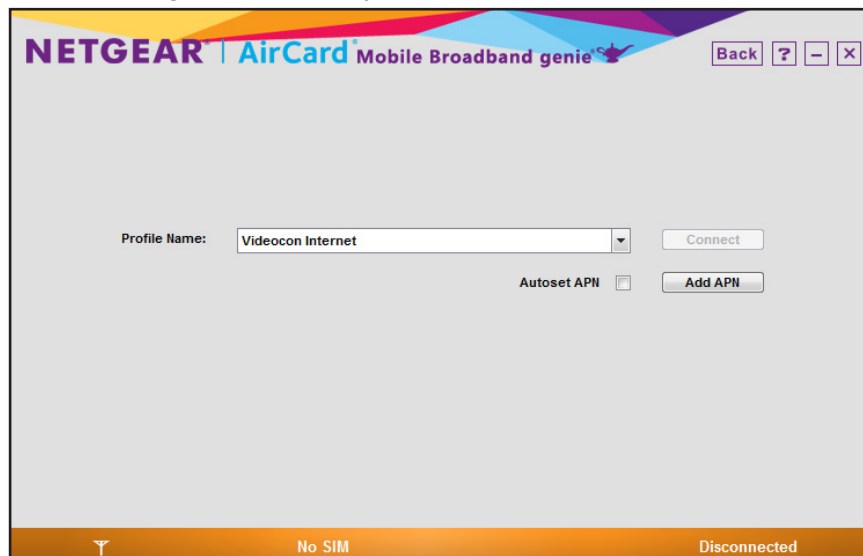 NETGEAR® | AirCard® Mobile Broadband genie® Back ? – X
Profile Name: Videocon Internet Connect
Autoset APN Add APN
No SIM Disconnected